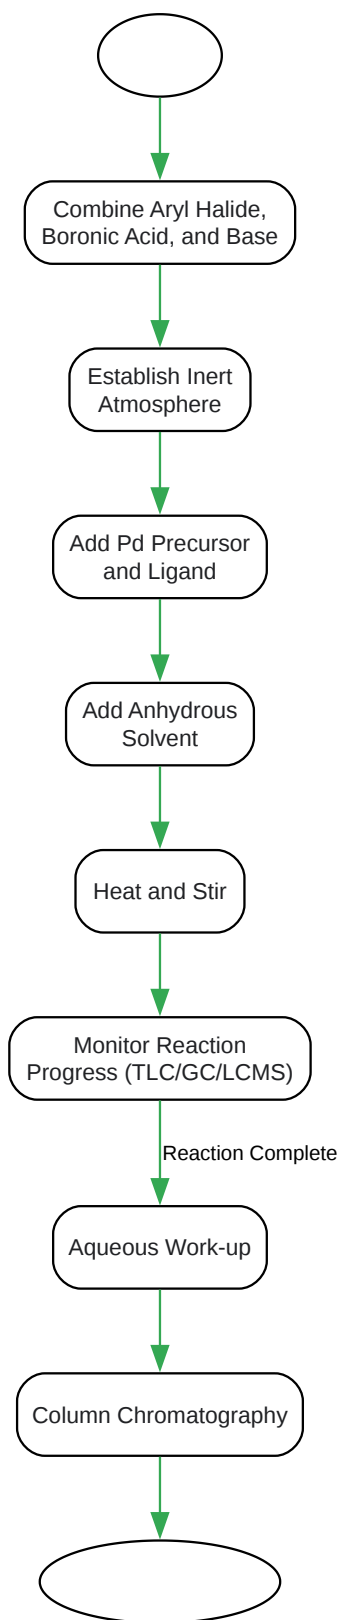 Combine Aryl Halide,
Boronic Acid, and Base
Establish Inert
Atmosphere
Add Pd Precursor
and Ligand
Add Anhydrous
Solvent
Heat and Stir
Monitor Reaction
Progress (TLC/GC/LCMS)
Reaction Complete
Aqueous Work-up
Column Chromatography